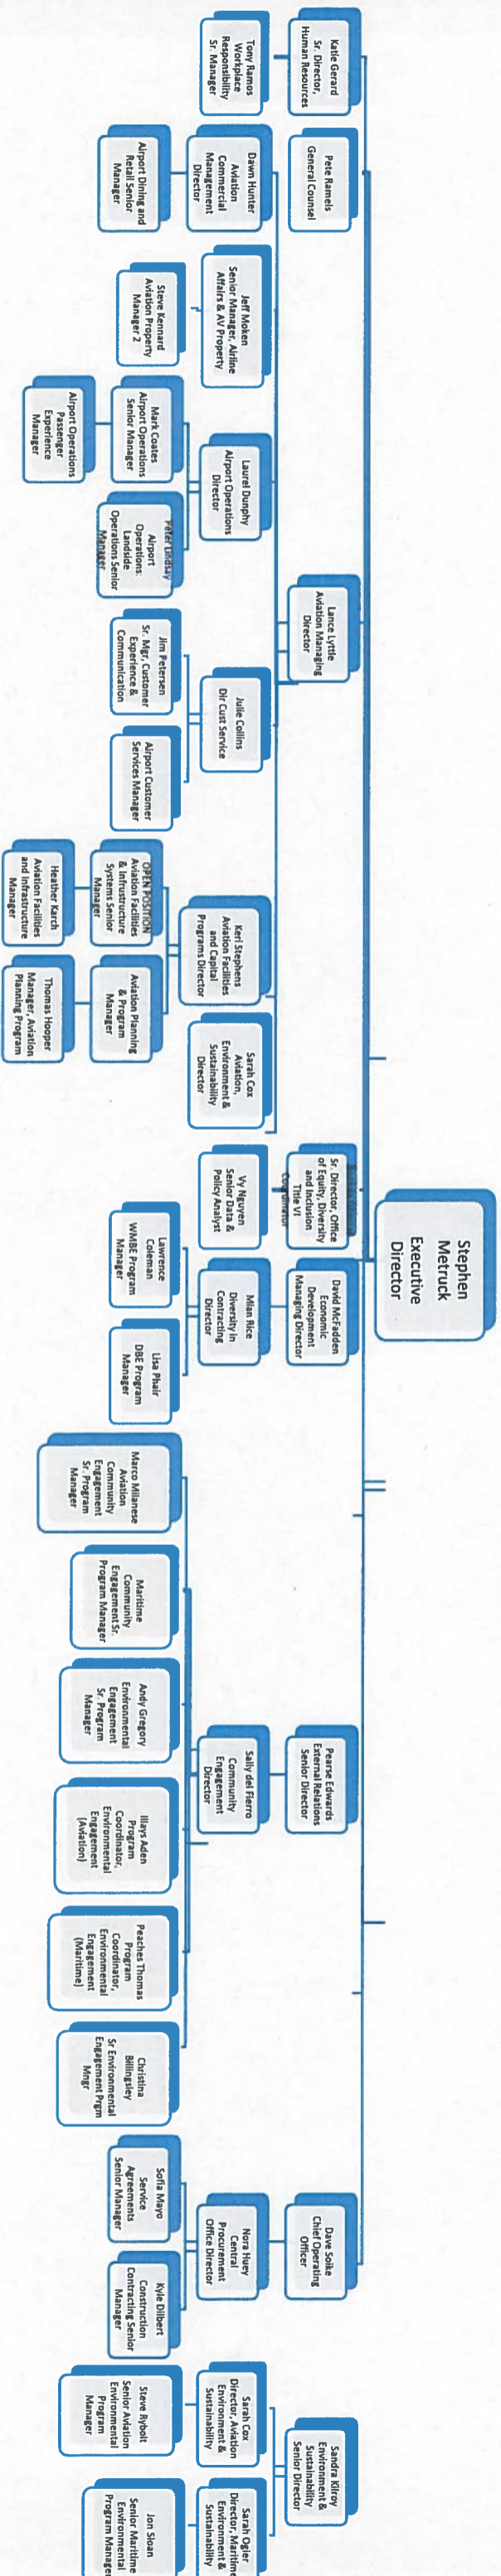 Stephen
Metruck
Executive
Director
Katie Gerard
Sr. Director,
Human Resources
Tony Ramos
Workplace
Responsibility
Sr. Manager
Pete Ramels
General Counsel
Lance Lyttle
Aviation Managing
Director
Dawn Hunter
Aviation
Commercial
Management
Director
Airport Dining and
Retail Senior
Manager
Jeff Moken
Senior Manager, Airline
Affairs & AV Property
Steve Kennard
Aviation Property
Manager 2
Laurel Dunphy
Airport Operations
Director
Mark Coates
Airport Operations
Senior Manager
Airport Operations
Passenger
Experience
Manager
Peter Lindsay
Airport
Operations:
Landside
Operations Senior
Manager
Julie Collins
Dir Cust Service
Jim Petersen
Sr. Mgr, Customer
Experience &
Communication
Airport Customer
Services Manager
Keri Stephens
Aviation Facilities
and Capital
Programs Director
OPEN POSITION
Aviation Facilities
& Infrustructure
Systems Senior
Manager
Heather Karch
Aviation Facilities
and Infrastructure
Manager
Aviation Planning
& Program
Manager
Thomas Hooper
Manager, Aviation
Planning Program
Sarah Cox
Aviation,
Environment &
Sustainability
Director
Sr. Director, Office
of Equity, Diversity
and Inclusion
Title VI
Coordinator
Vy Nguyen
Senior Data &
Policy Analyst
David McFadden
Economic
Development
Managing Director
Mian Rice
Diversity in
Contracting
Director
Lawrence
Coleman
WMBE Program
Manager
Lisa Phair
DBE Program
Manager
Pearse Edwards
External Relations
Senior Director
Sally del Fierro
Community
Engagement
Director
Marco Milanese
Aviation
Community
Engagement
Sr. Program
Manager
Maritime
Community
Engagement Sr.
Program Manager
Andy Gregory
Environmental
Engagement
Sr. Program
Manager
Illays Aden
Program
Coordinator,
Environmental
Engagement
(Aviation)
Peaches Thomas
Program
Coordinator,
Environmental
Engagement
(Maritime)
Christina
Billingsley
Sr Environmental
Engagement Prgm
Mngr
Dave Soike
Chief Operating
Officer
Nora Huey
Central
Procurement
Office Director
Sofia Mayo
Service
Agreements
Senior Manager
Kyle Dilbert
Construction
Contracting Senior
Manager
Sandra Kilroy
Environment &
Sustainability
Senior Director
Sarah Cox
Director, Aviation
Environment &
Sustainability
Steve Rybolt
Senior Aviation
Environmental
Program
Manager
Sarah Ogier
Director, Maritime
Environment &
Sustainability
Jon Sloan
Senior Maritime
Environmental
Program Manager